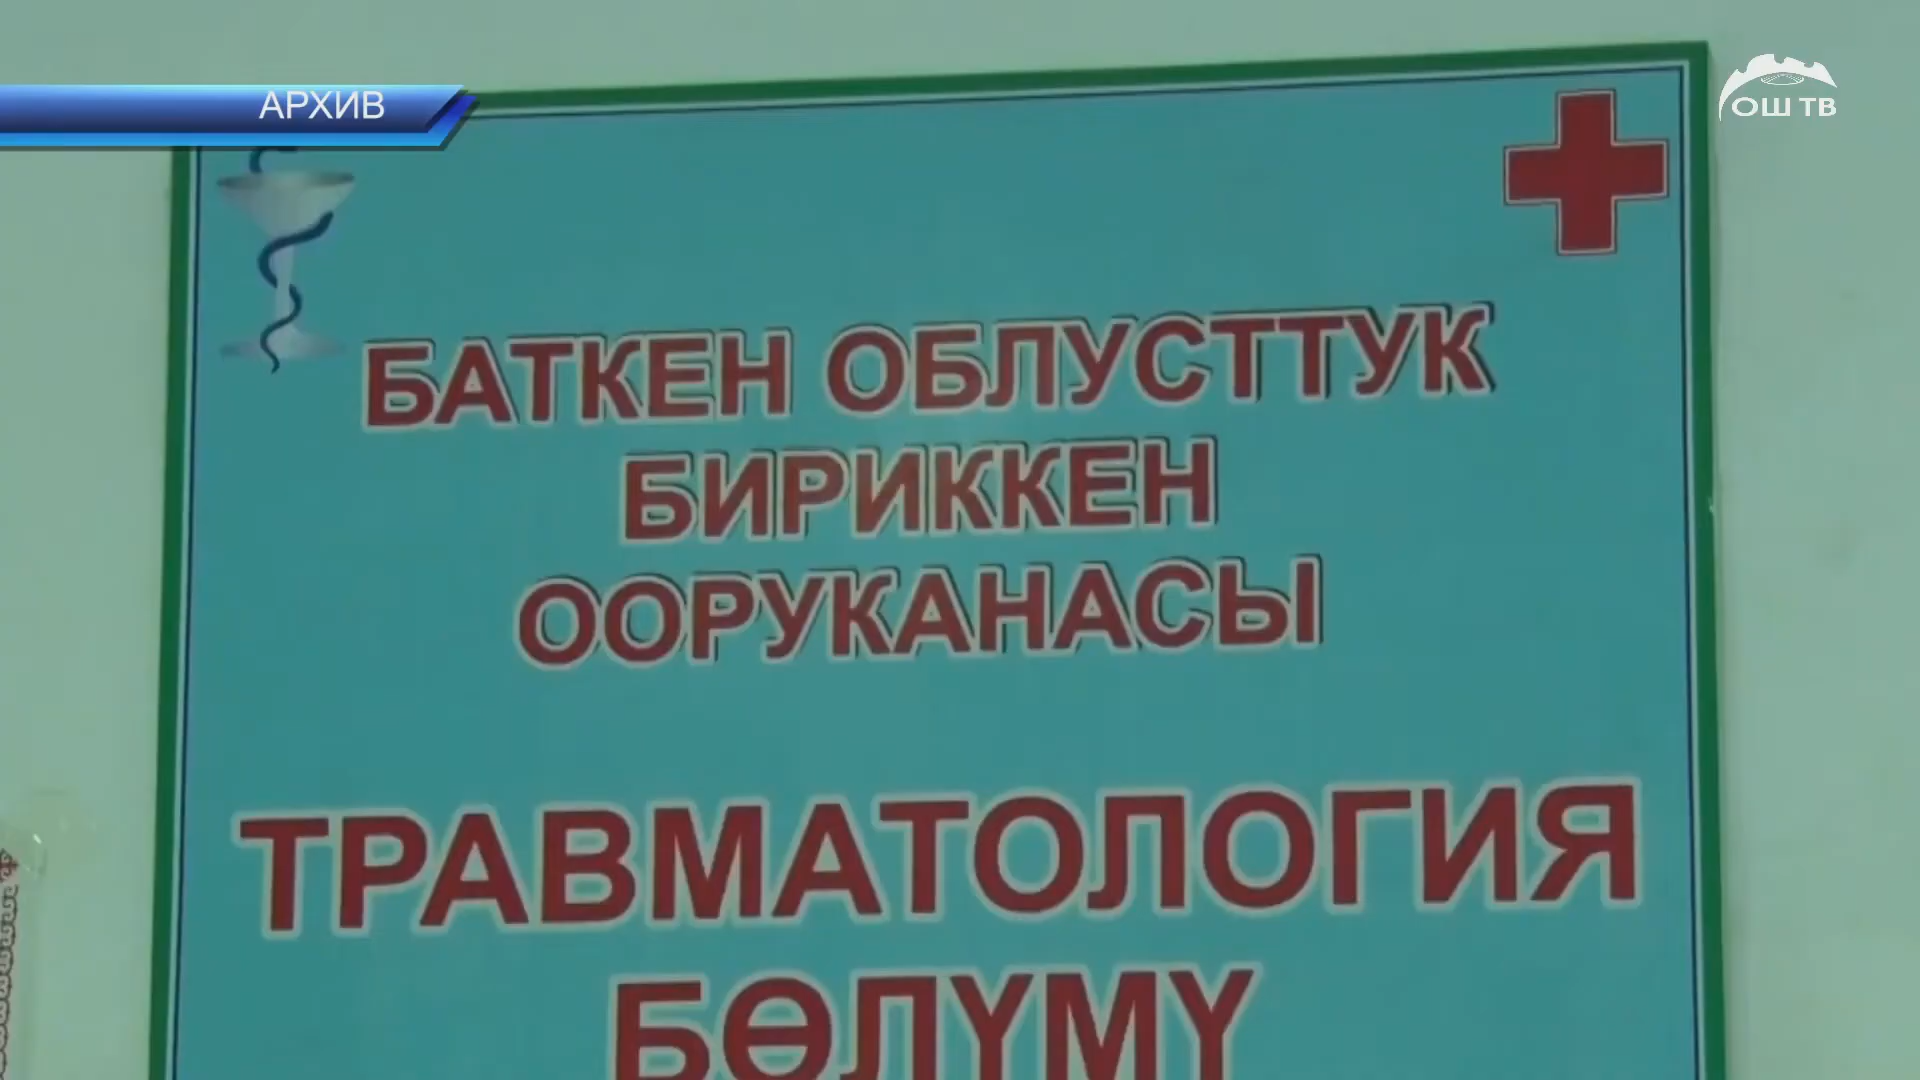 АРХИВ
ОШ ТВ
БАТКЕН ОБЛУСТТУК
БИРИККЕН
ООРУКАНАСЫ
ТРАВМАТОЛОГИЯ
БӨЛҮМҮ